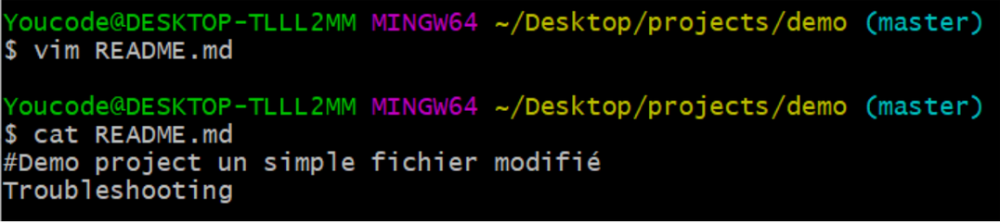 Youcode@DESKTOP-TLLL2MM MINGW64 ~/Desktop/projects/demo (master)
$ vim README.md
Youcode@DESKTOP-TLLL2MM MINGW64 ~/Desktop/projects/demo (master)
$ cat README.md
#Demo project un simple fichier modifié
Troubleshooting